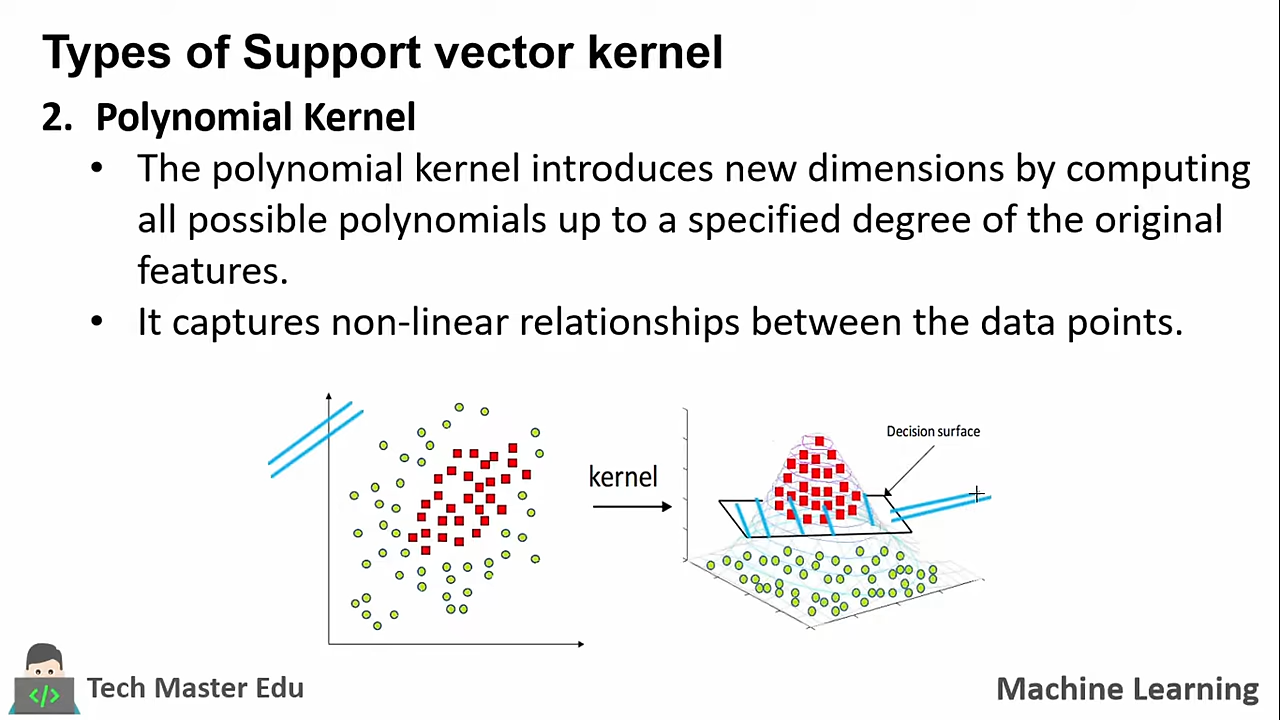 Types of Support vector kernel
2. Polynomial Kernel
• The polynomial kernel introduces new dimensions by computing
all possible polynomials up to a specified degree of the original
features.
• It captures non-linear relationships between the data points.
Decision surface
kernel
</>
Tech Master Edu
Machine Learning